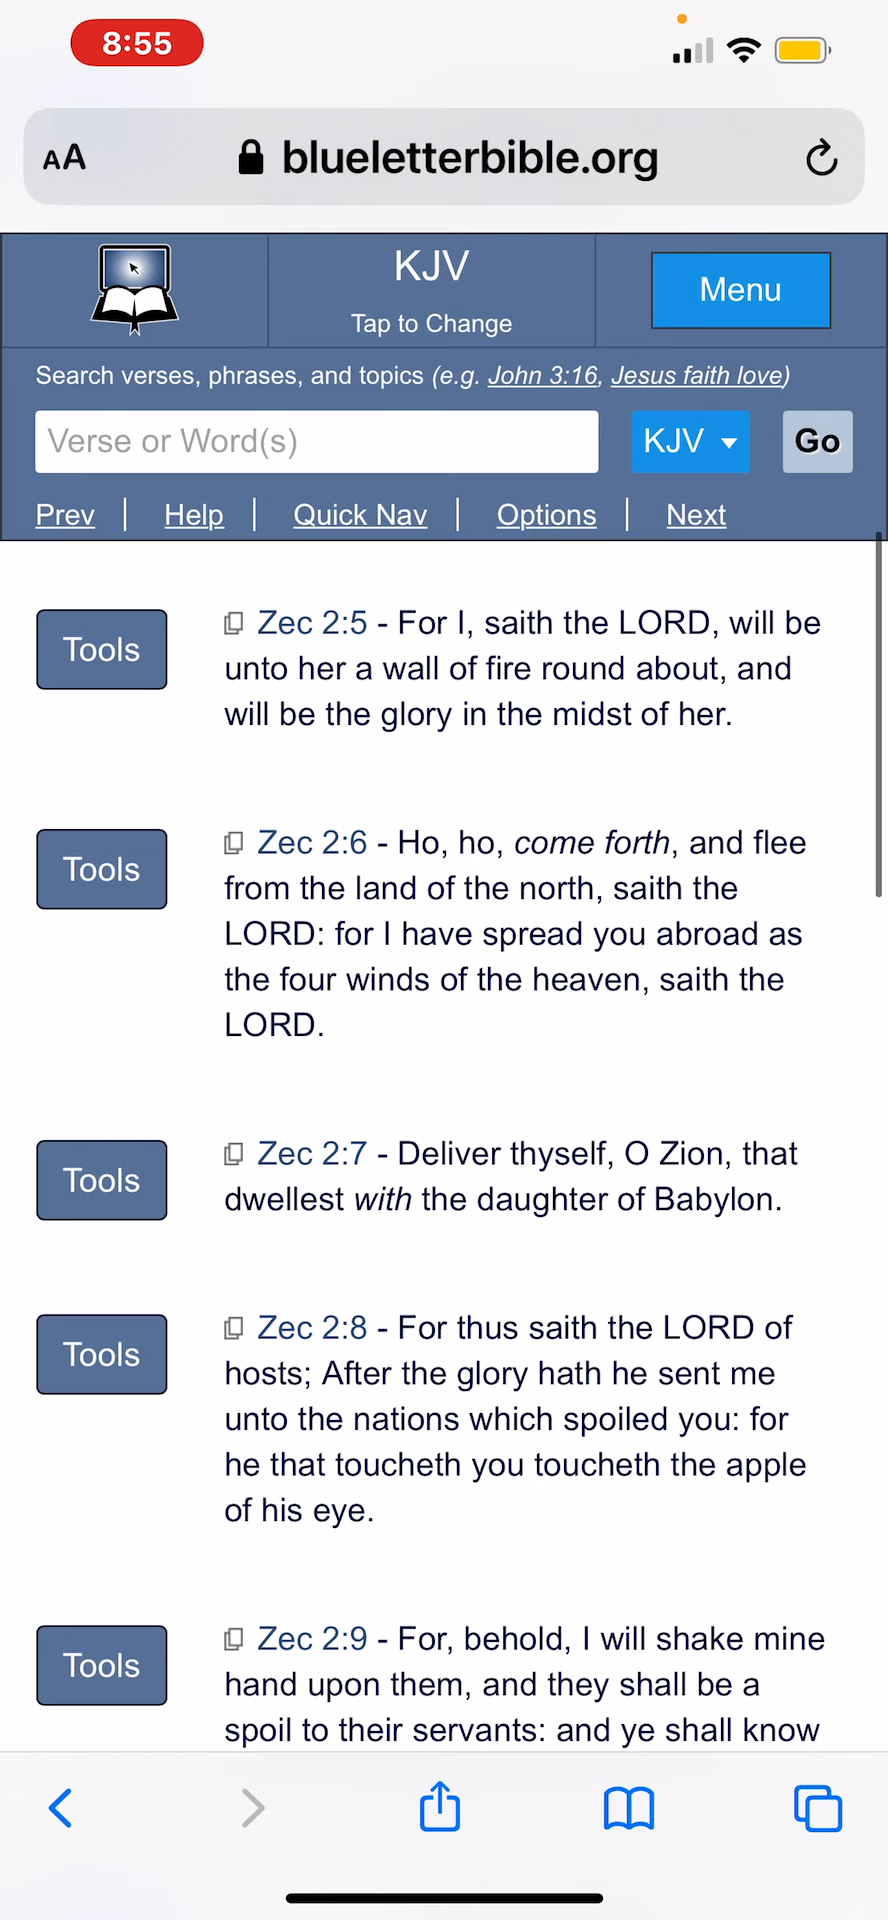 8:55
AA blueletterbible.org
KJV
Tap to Change
Menu
Search verses, phrases, and topics (e.g. John 3:16, Jesus faith love)
Verse or Word(s) KJV Go
Prev | Help | Quick Nav | Options | Next
Tools
Zec 2:5 - For I, saith the LORD, will be
unto her a wall of fire round about, and
will be the glory in the midst of her.
Tools
Zec 2:6 - Ho, ho, come forth, and flee
from the land of the north, saith the
LORD: for I have spread you abroad as
the four winds of the heaven, saith the
LORD.
Tools
Zec 2:7 - Deliver thyself, O Zion, that
dwellest with the daughter of Babylon.
Tools
Zec 2:8 - For thus saith the LORD of
hosts; After the glory hath he sent me
unto the nations which spoiled you: for
he that toucheth you toucheth the apple
of his eye.
Tools
Zec 2:9 - For, behold, I will shake mine
hand upon them, and they shall be a
spoil to their servants: and ye shall know